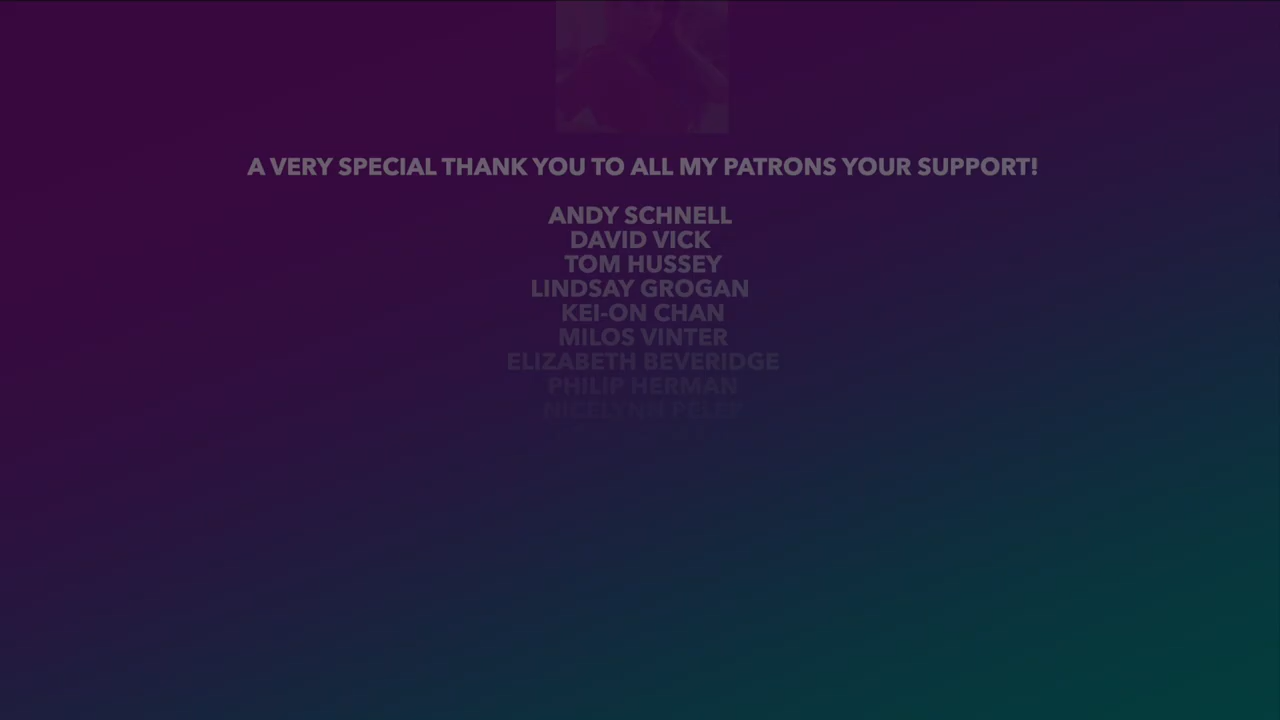 A VERY SPECIAL THANK YOU TO ALL MY PATRONS YOUR SUPPORT!
ANDY SCHNELL
DAVID VICK
TOM HUSSEY
LINDSAY GROGAN
KEI-ON CHAN
MILOS VINTER
ELIZABETH BEVERIDGE
PHILIP HERMAN
NICELYNN